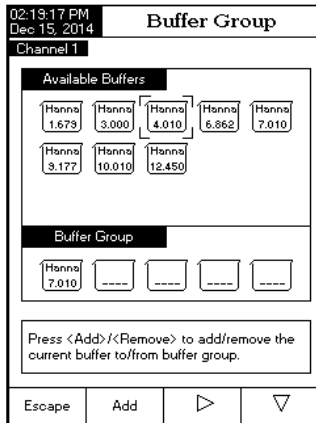 02:19:17 PM
Dec 15, 2014
Buffer Group
Channel 1
Available Buffers
Hanna Hanna Hanna Hanna Hanna
1.679 3.000 4.010 6.862 7.010
Hanna Hanna Hanna
9.177 10.010 12.450
Buffer Group
Hanna
7.010 ---- ---- ---- ----
Press <Add>/<Remove> to add/remove the
current buffer to/from buffer group.
Escape Add